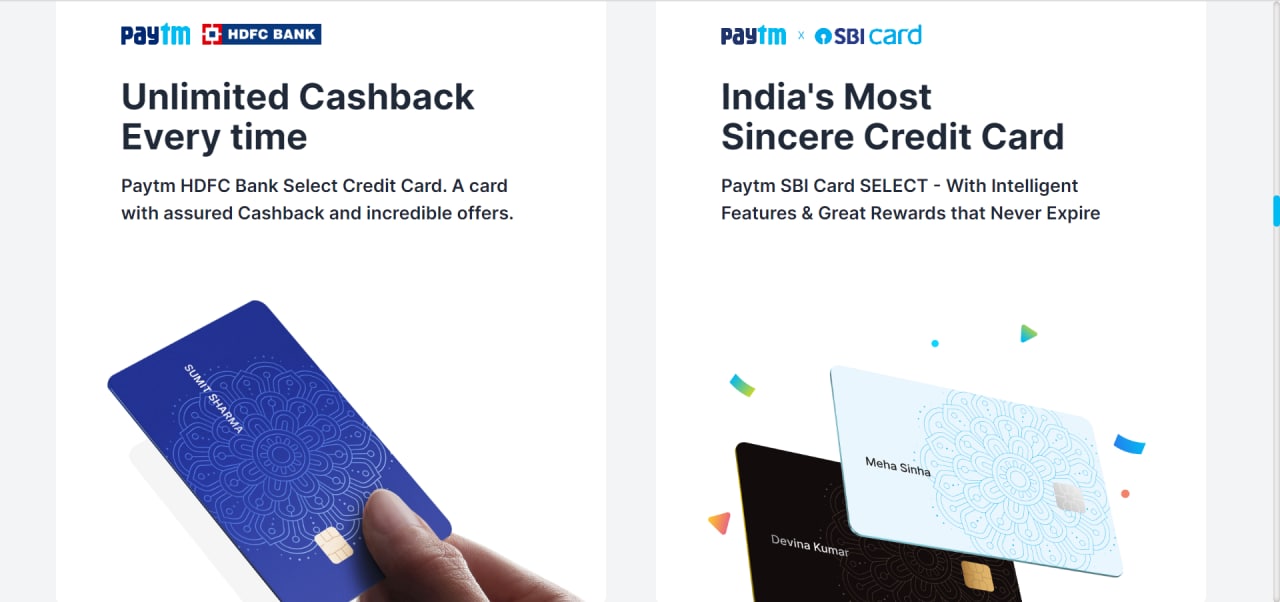 paytm HDFC BANK
Unlimited Cashback
Every time
Paytm HDFC Bank Select Credit Card. A card
with assured Cashback and incredible offers.
SUMIT SHARMA
paytm x SBI card
India's Most
Sincere Credit Card
Paytm SBI Card SELECT - With Intelligent
Features & Great Rewards that Never Expire
Meha Sinha
Devina Kumar